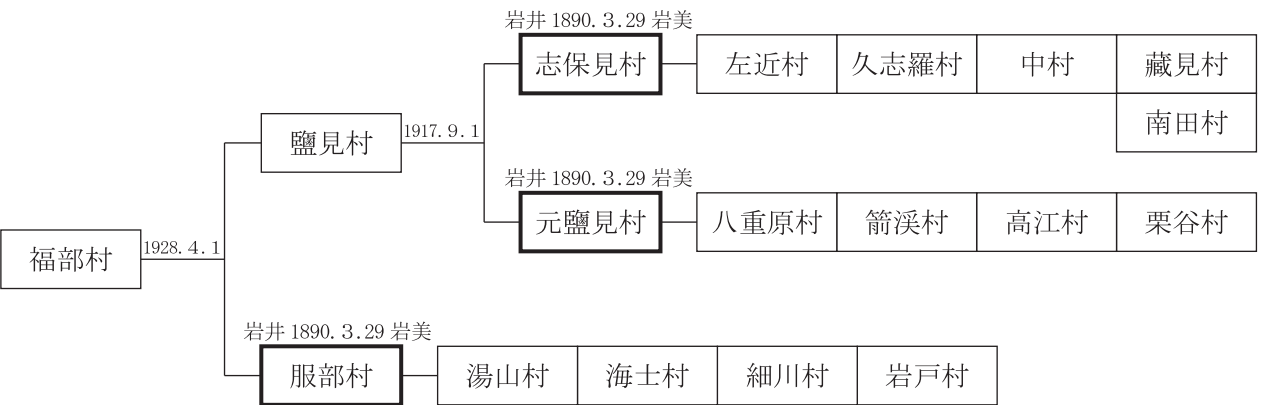 岩井 1890. 3. 29 岩美
志保見村 左近村 久志羅村 中村 藏見村
南田村
鹽見村 1917. 9. 1
岩井 1890. 3. 29 岩美
元鹽見村 八重原村 箭渓村 高江村 栗谷村
福部村 1928. 4. 1
岩井 1890. 3. 29 岩美
服部村 湯山村 海士村 細川村 岩戸村